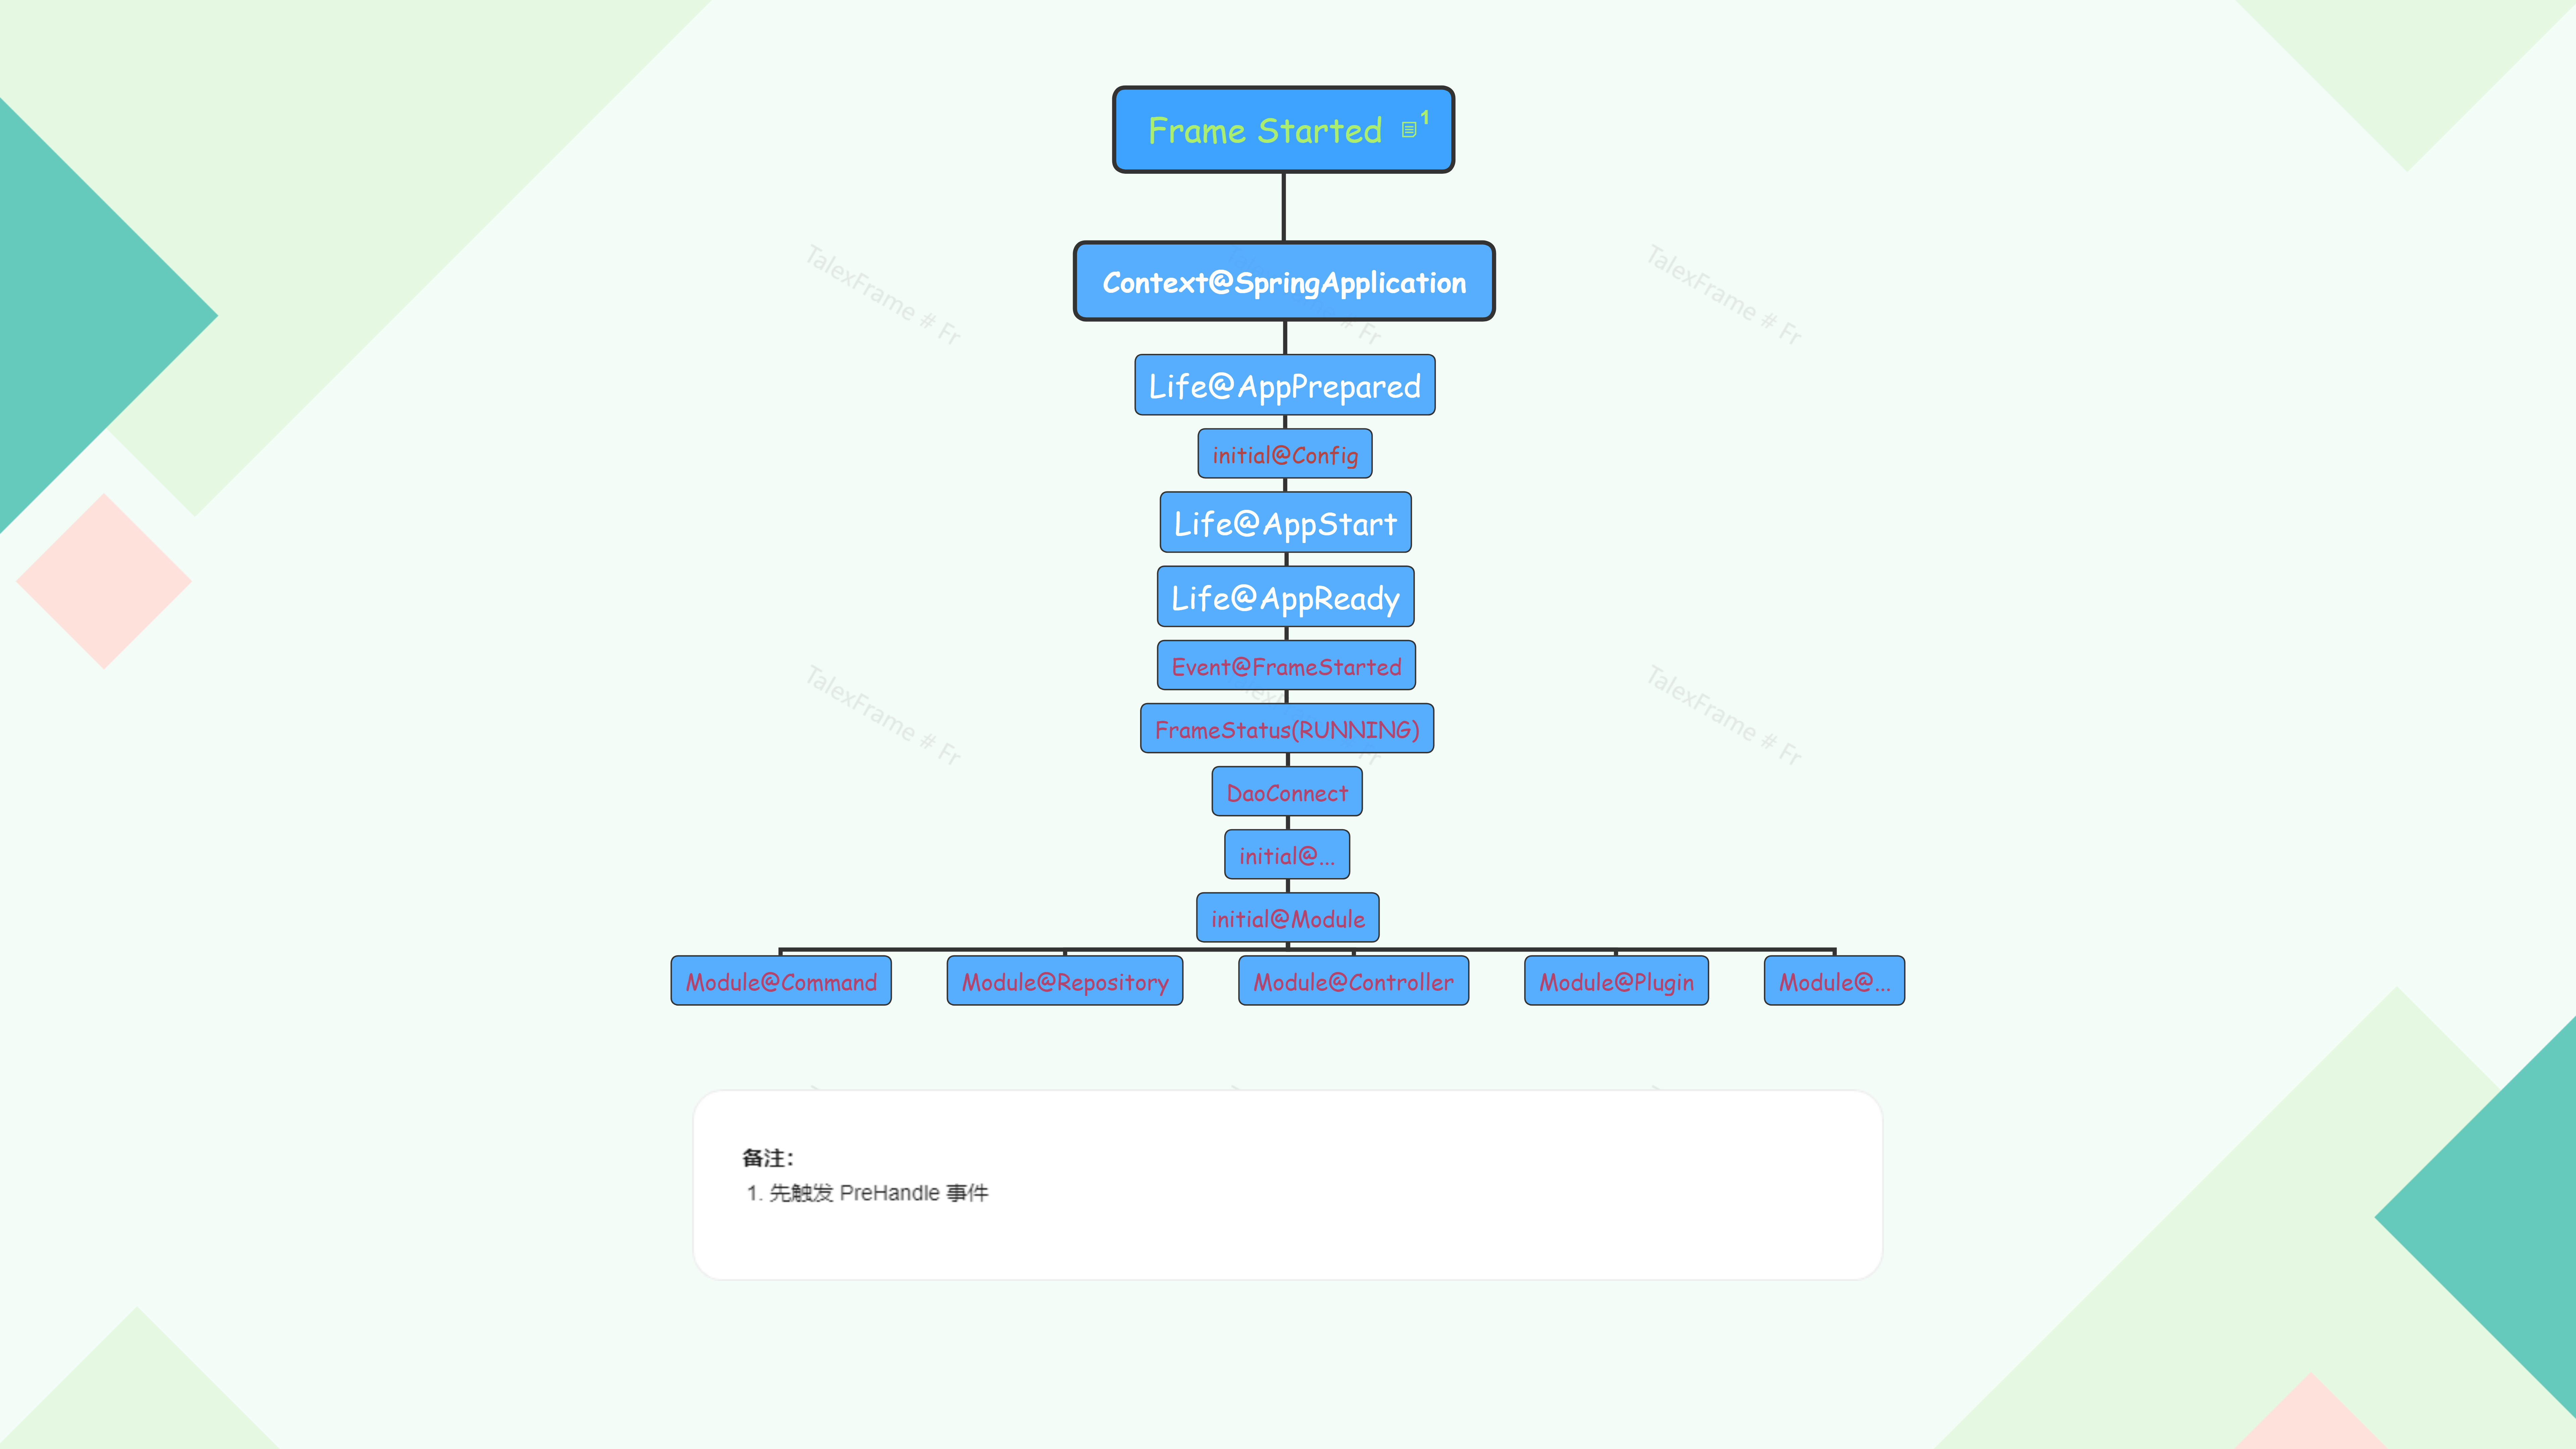 Frame Started 1
Context@SpringApplication
TalexFrame # Fr
# Fr
TalexFrame # Fr
Life@AppPrepared
initial@Config
Life@AppStart
Life@AppReady
Event@FrameStarted
TalexFrame # Fr
TalexFrame # Fr
FrameStatus(RUNNING)
DaoConnect
initial@...
initial@Module
Module@Command
Module@Repository
Module@Controller
Module@Plugin
Module@...
备注：
1. 先触发 PreHandle 事件